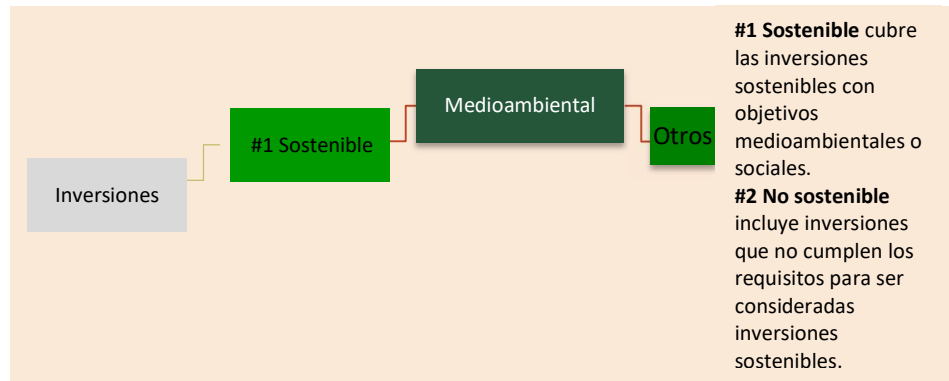 Inversiones
#1 Sostenible
Medioambiental
Otros
#1 Sostenible cubre
las inversiones
sostenibles con
objetivos
medioambientales o
sociales.
#2 No sostenible
incluye inversiones
que no cumplen los
requisitos para ser
consideradas
inversiones
sostenibles.